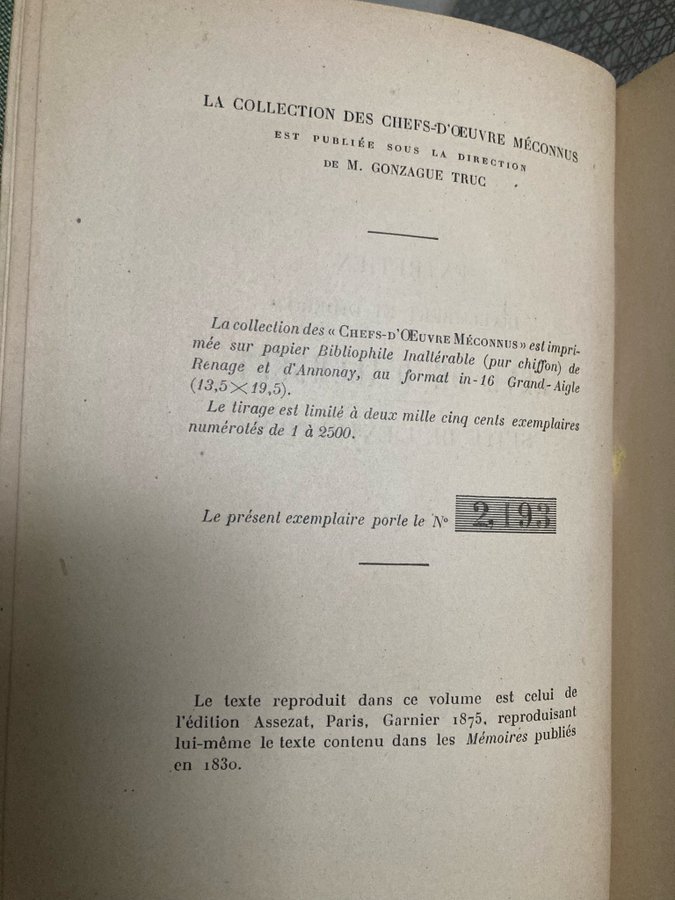 LA COLLECTION DES CHEFS-D'ŒUVRE MÉCONNUS
EST PUBLIÉE SOUS LA DIRECTION
DE M. GONZAGUE TRUC
La collection des « CHEFS-D'ŒUVRE MÉCONNUS » est impri-
mée sur papier Bibliophile Inaltérable (pur chiffon) de
Renage et d'Annonay, au format in-16 Grand-Aigle
(13,5×19,5).
Le tirage est limité à deux mille cinq cents exemplaires
numérotés de 1 à 2500.
Le présent exemplaire porte le N° 2,193
Le texte reproduit dans ce volume est celui de
l'édition Assezat, Paris, Garnier 1875, reproduisant
lui-même le texte contenu dans les Mémoires publiés
en 1830.